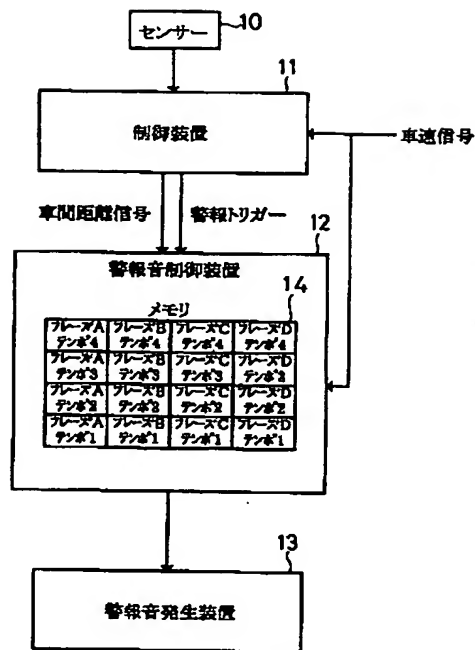 10
センサー
11
制御装置
車速信号
車間距離信号 警報トリガー
12
警報音制御装置
メモリ
14
フレーズA フレーズB フレーズC フレーズD
テンポ4 テンポ4 テンポ4 テンポ4
フレーズA フレーズB フレーズC フレーズD
テンポ3 テンポ3 テンポ3 テンポ2
フレーズA フレーズB フレーズC フレーズD
テンポ2 テンポ2 テンポ2 テンポ2
フレーズA フレーズB フレーズC フレーズD
テンポ1 テンポ1 テンポ1 テンポ1
13
警報音発生装置